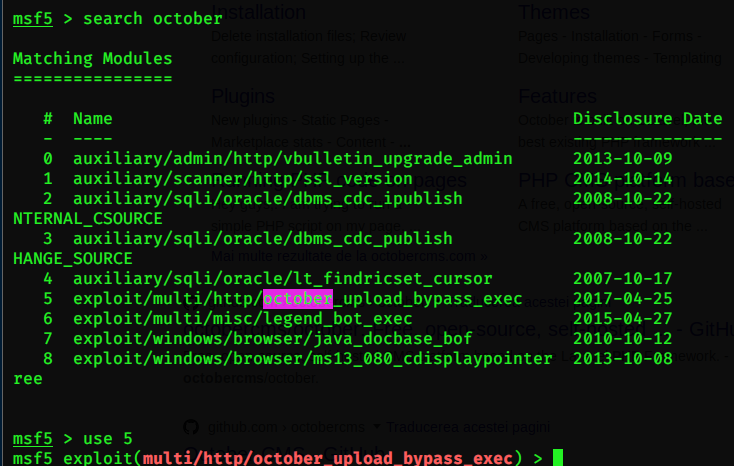 msf5 > search october
Matching Modules
================
# Name Disclosure Date
- ---- ---------------
0 auxiliary/admin/http/vbulletin_upgrade_admin 2013-10-09
1 auxiliary/scanner/http/ssl_version 2014-10-14
2 auxiliary/sqli/oracle/dbms_cdc_ipublish 2008-10-22
NTERNAL_CSOURCE
3 auxiliary/sqli/oracle/dbms_cdc_publish 2008-10-22
HANGE_SOURCE
4 auxiliary/sqli/oracle/lt_findricset_cursor 2007-10-17
5 exploit/multi/http/october_upload_bypass_exec 2017-04-25
6 exploit/multi/misc/legend_bot_exec 2015-04-27
7 exploit/windows/browser/java_docbase_bof 2010-10-12
8 exploit/windows/browser/ms13_080_cdisplaypointer 2013-10-08
ree
msf5 > use 5
msf5 exploit(multi/http/october_upload_bypass_exec) >
Installation
Delete installation files; Review
configuration; Setting up the ...
Themes
Pages - Installation - Forms -
Developing themes - Templating
Plugins
New plugins - Static Pages -
Marketplace stats - Content - ...
Features
October
best
pages
PHP
base
A free,
-hosted
CMS platform based on the ...
simple
page
Mai multe rezultate de la octobercms.com »
acestei
open-source, sel
- GitH
octobercms/october.
github.com › octobercms
Traducerea acestei pagini